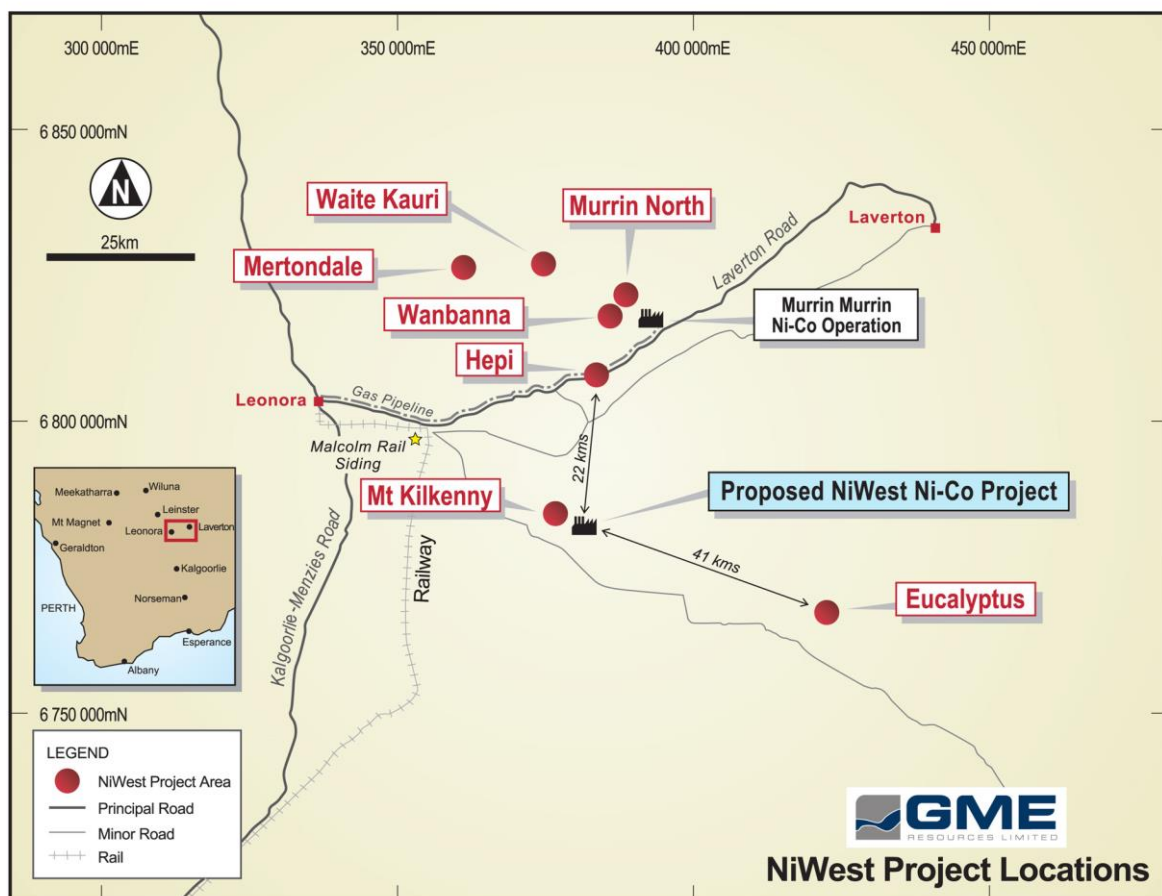 300 000mE
350 000mE
400 000mE
450 000mE
6 850 000mN
N
25km
Waite Kauri
Murrin North
Laverton
Mertondale
Laverton Road
Wanbanna
Murrin Murrin
Ni-Co Operation
Hepi
Leonora
Gas Pipeline
6 800 000mN
Malcolm Rail
Siding
22 kms
Mt Kilkenny
Proposed NiWest Ni-Co Project
41 kms
Eucalyptus
Kalgoorlie-Menzies Road
Railway
Meekatharra
Wiluna
Leinster
Mt Magnet
Leonora
Laverton
Geraldton
Kalgoorlie
PERTH
Norseman
Esperance
Albany
6 750 000mN
LEGEND
NiWest Project Area
Principal Road
Minor Road
Rail
GME
RESOURCES LIMITED
NiWest Project Locations